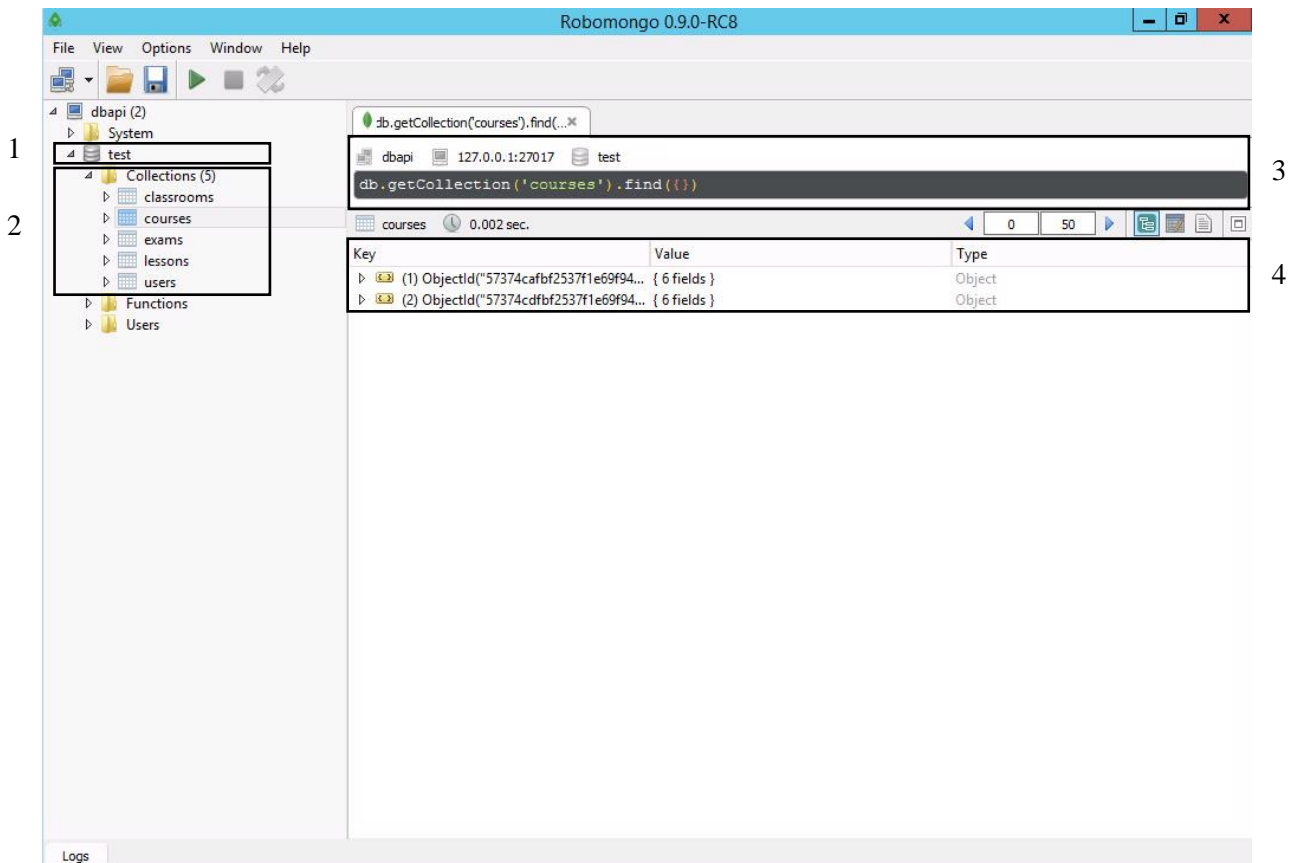 Robomongo 0.9.0-RC8
File View Options Window Help
dbapi (2)
System
1
test
2
Collections (5)
classrooms
courses
exams
lessons
users
Functions
Users
db.getCollection('courses').find(...
3
dbapi 127.0.0.1:27017 test
db.getCollection('courses').find({})
courses 0.002 sec. 0 50
4
Key Value Type
(1) ObjectId("57374cafbf2537f1e69f94... { 6 fields } Object
(2) ObjectId("57374cdfbf2537f1e69f94... { 6 fields } Object
Logs